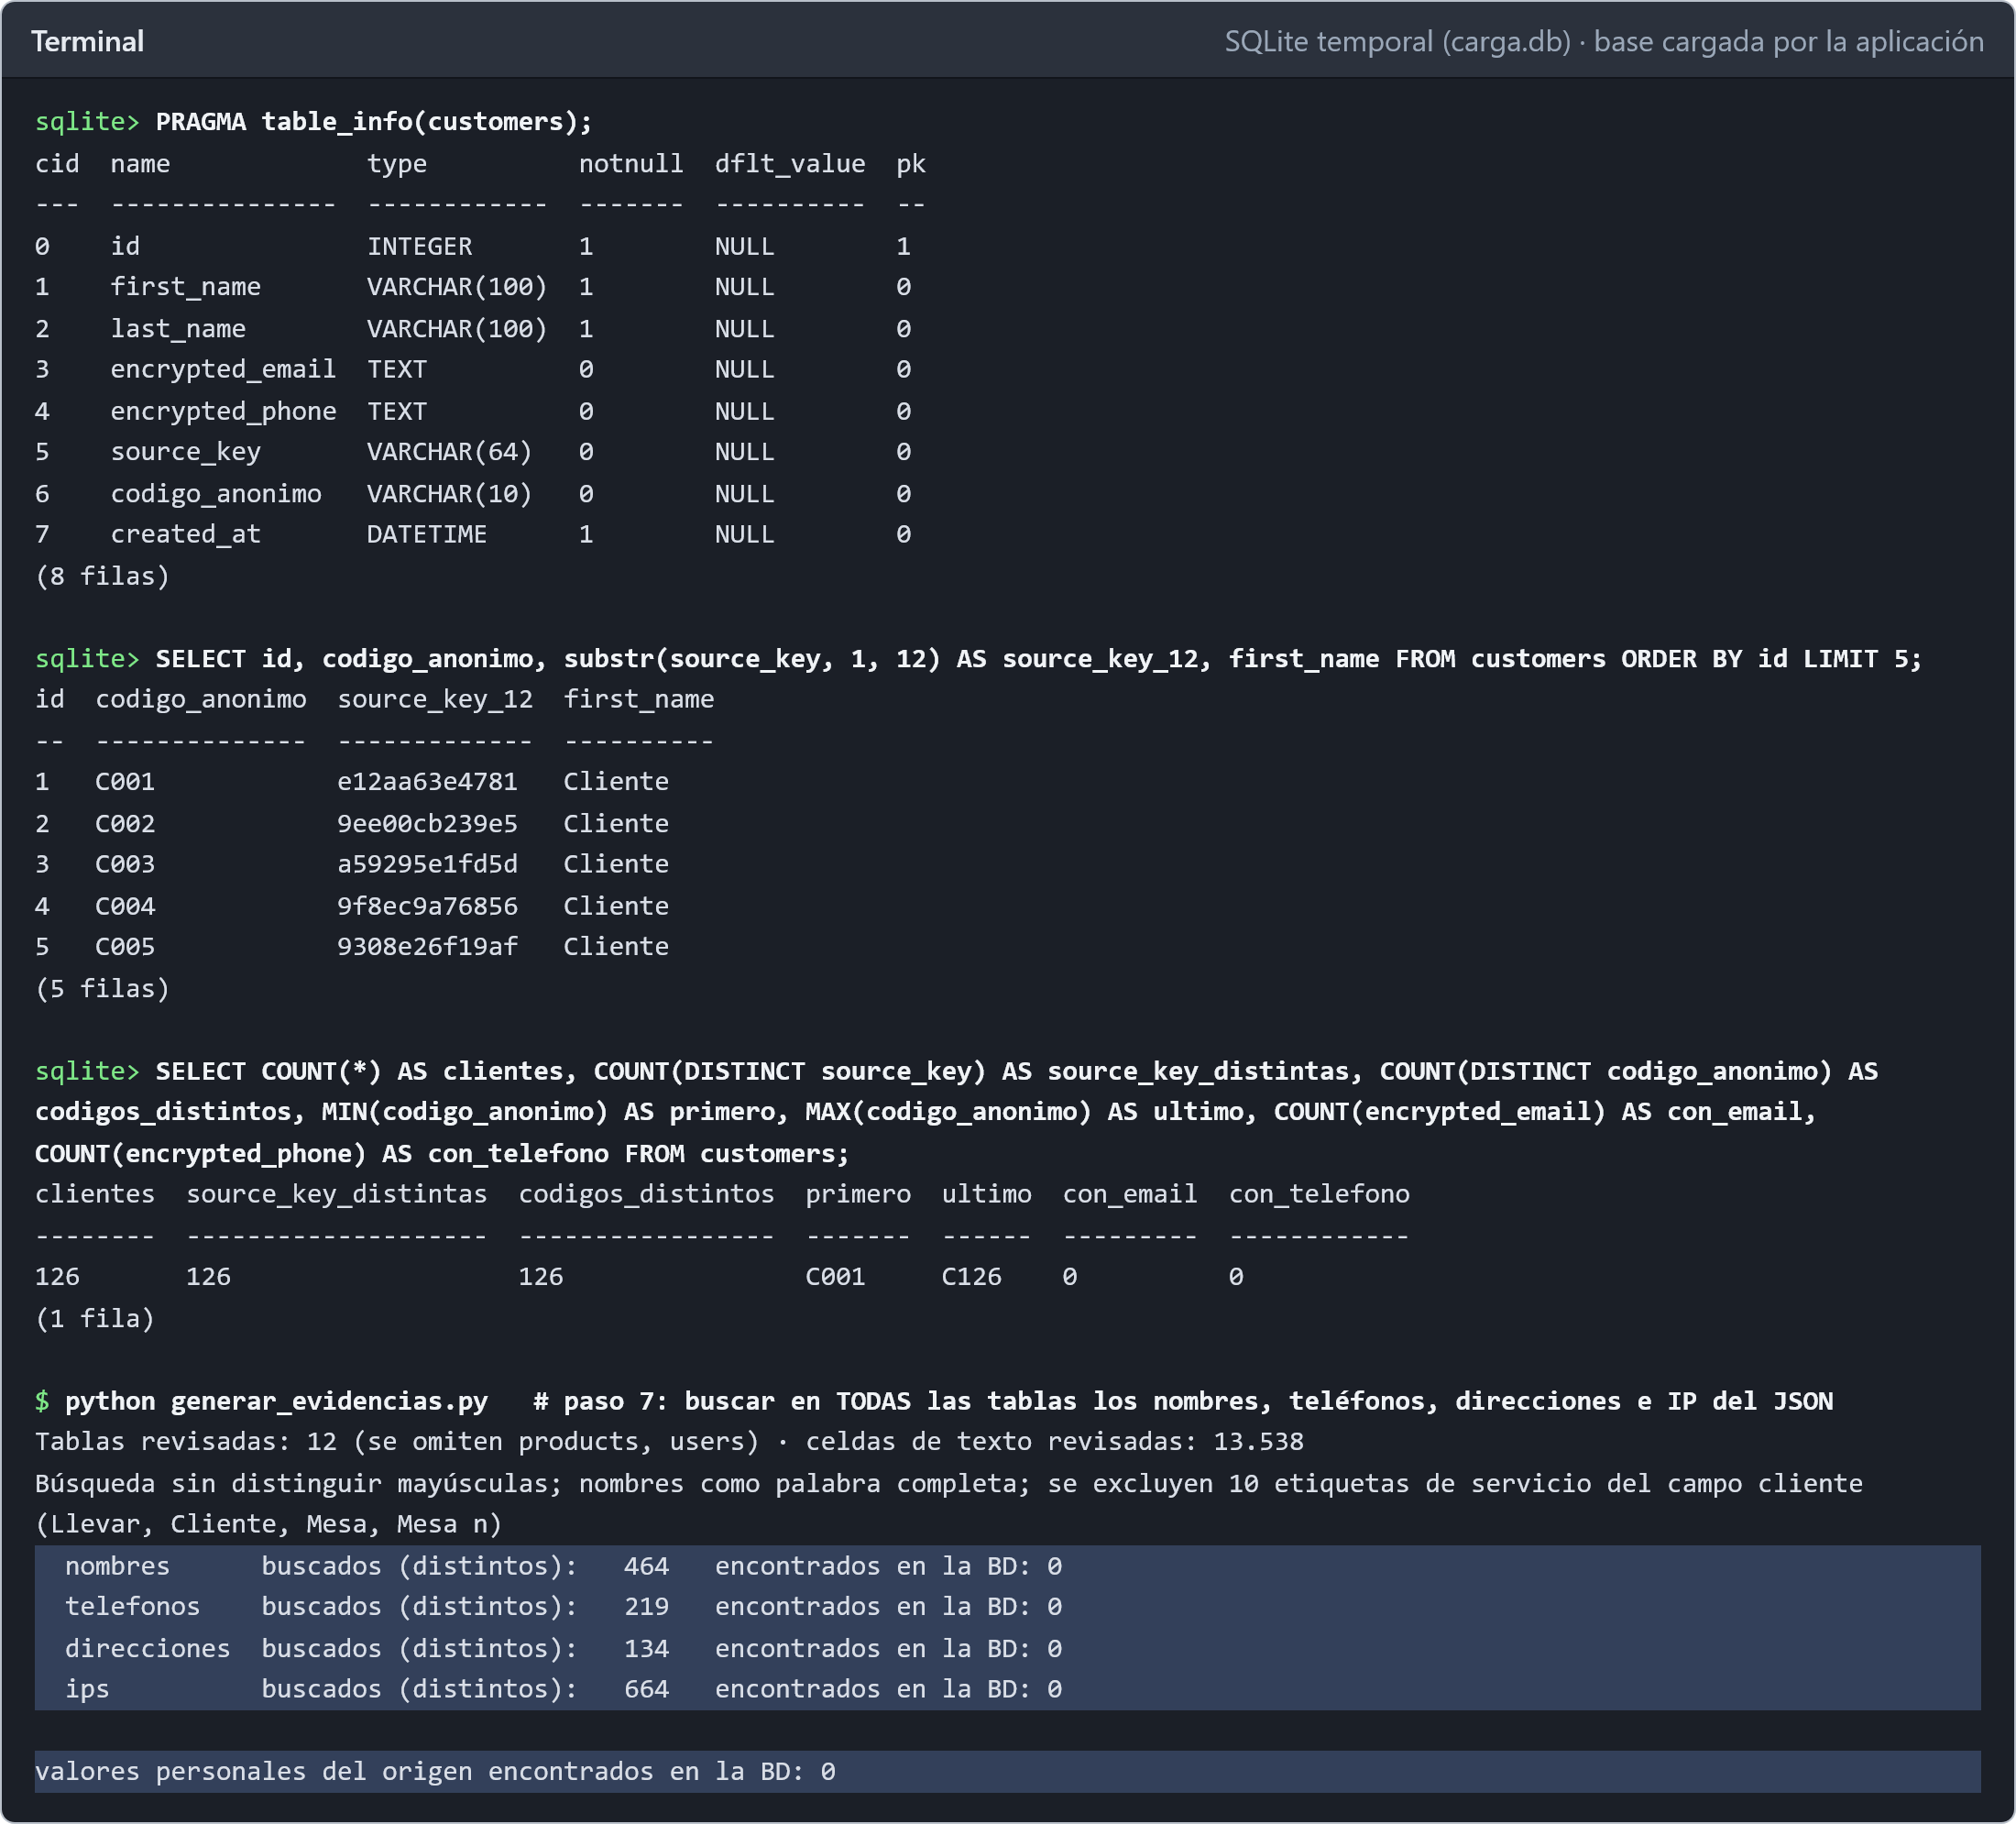 Terminal
SQLite temporal (carga.db) · base cargada por la aplicación
sqlite> PRAGMA table_info(customers);
cid  name             type          notnull  dflt_value  pk
---  ---------------  ------------  -------  ----------  --
0    id               INTEGER       1        NULL        1
1    first_name       VARCHAR(100)  1        NULL        0
2    last_name        VARCHAR(100)  1        NULL        0
3    encrypted_email  TEXT          0        NULL        0
4    encrypted_phone  TEXT          0        NULL        0
5    source_key       VARCHAR(64)   0        NULL        0
6    codigo_anonimo   VARCHAR(10)   0        NULL        0
7    created_at       DATETIME      1        NULL        0
(8 filas)
sqlite> SELECT id, codigo_anonimo, substr(source_key, 1, 12) AS source_key_12, first_name FROM customers ORDER BY id LIMIT 5;
id  codigo_anonimo  source_key_12  first_name
--  --------------  -------------  ----------
1   C001            e12aa63e4781   Cliente
2   C002            9ee00cb239e5   Cliente
3   C003            a59295e1fd5d   Cliente
4   C004            9f8ec9a76856   Cliente
5   C005            9308e26f19af   Cliente
(5 filas)
sqlite> SELECT COUNT(*) AS clientes, COUNT(DISTINCT source_key) AS source_key_distintas, COUNT(DISTINCT codigo_anonimo) AS
codigos_distintos, MIN(codigo_anonimo) AS primero, MAX(codigo_anonimo) AS ultimo, COUNT(encrypted_email) AS con_email,
COUNT(encrypted_phone) AS con_telefono FROM customers;
clientes  source_key_distintas  codigos_distintos  primero  ultimo  con_email  con_telefono
--------  --------------------  -----------------  -------  ------  ---------  ------------
126       126                   126                C001     C126    0          0
(1 fila)
$ python generar_evidencias.py   # paso 7: buscar en TODAS las tablas los nombres, teléfonos, direcciones e IP del JSON
Tablas revisadas: 12 (se omiten products, users) · celdas de texto revisadas: 13.538
Búsqueda sin distinguir mayúsculas; nombres como palabra completa; se excluyen 10 etiquetas de servicio del campo cliente
(Llevar, Cliente, Mesa, Mesa n)
  nombres      buscados (distintos):   464   encontrados en la BD: 0
  telefonos    buscados (distintos):   219   encontrados en la BD: 0
  direcciones  buscados (distintos):   134   encontrados en la BD: 0
  ips          buscados (distintos):   664   encontrados en la BD: 0
valores personales del origen encontrados en la BD: 0